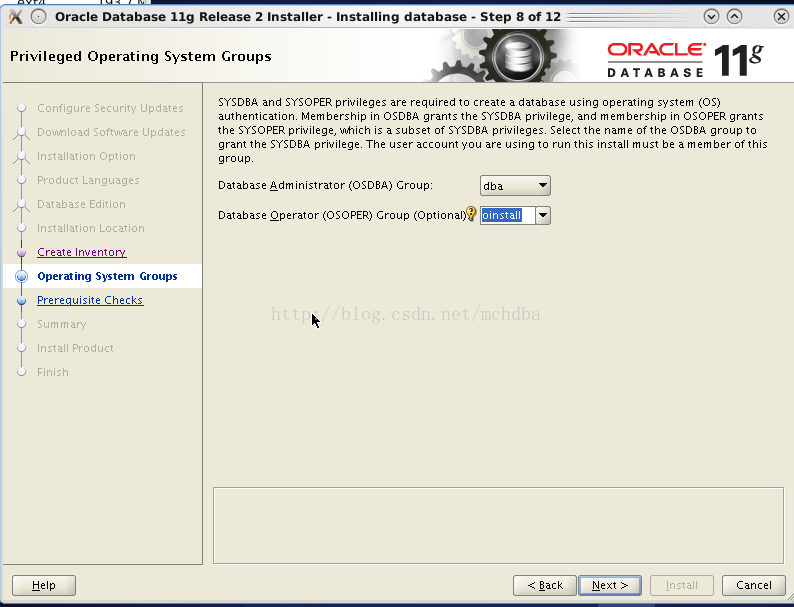 ext4 193.7 M
Oracle Database 11g Release 2 Installer - Installing database - Step 8 of 12
Privileged Operating System Groups
ORACLE
DATABASE
11g
Configure Security Updates
Download Software Updates
Installation Option
Product Languages
Database Edition
Installation Location
Create Inventory
Operating System Groups
Prerequisite Checks
Summary
Install Product
Finish
SYSDBA and SYSOPER privileges are required to create a database using operating system (OS)
authentication. Membership in OSDBA grants the SYSDBA privilege, and membership in OSOPER grants
the SYSOPER privilege, which is a subset of SYSDBA privileges. Select the name of the OSDBA group to
grant the SYSDBA privilege. The user account you are using to run this install must be a member of this
group.
Database Administrator (OSDBA) Group: dba
Database Operator (OSOPER) Group (Optional) oinstall
http://blog.csdn.net/mchdba
Help
< Back
Next >
Install
Cancel